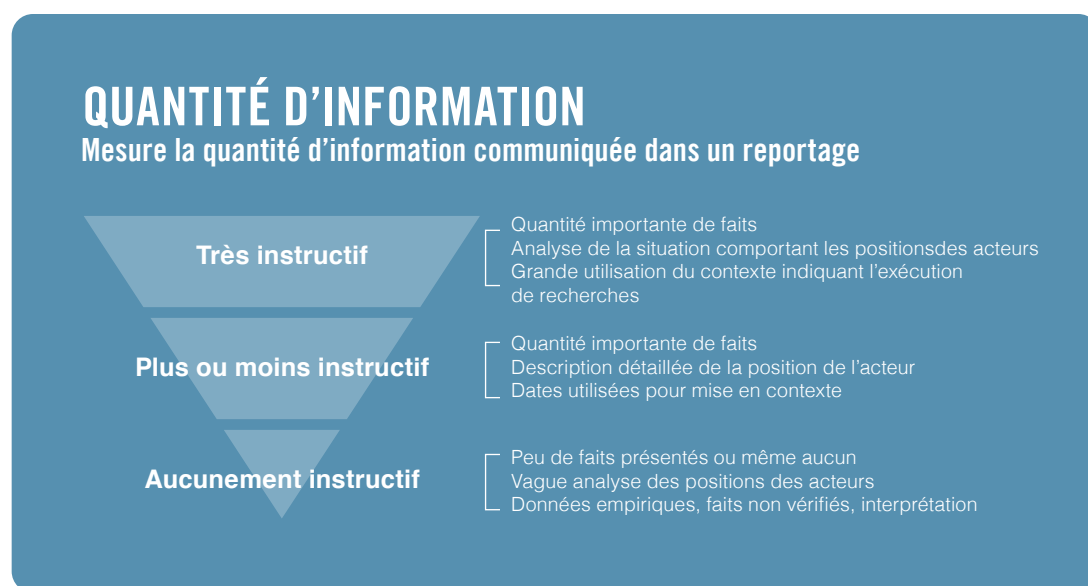 QUANTITÉ D'INFORMATION
Mesure la quantité d'information communiquée dans un reportage
Très instructif
Quantité importante de faits
Analyse de la situation comportant les positionsdes acteurs
Grande utilisation du contexte indiquant l'exécution
de recherches
Plus ou moins instructif
Quantité importante de faits
Description détaillée de la position de l'acteur
Dates utilisées pour mise en contexte
Aucunement instructif
Peu de faits présentés ou même aucun
Vague analyse des positions des acteurs
Données empiriques, faits non vérifiés, interprétation